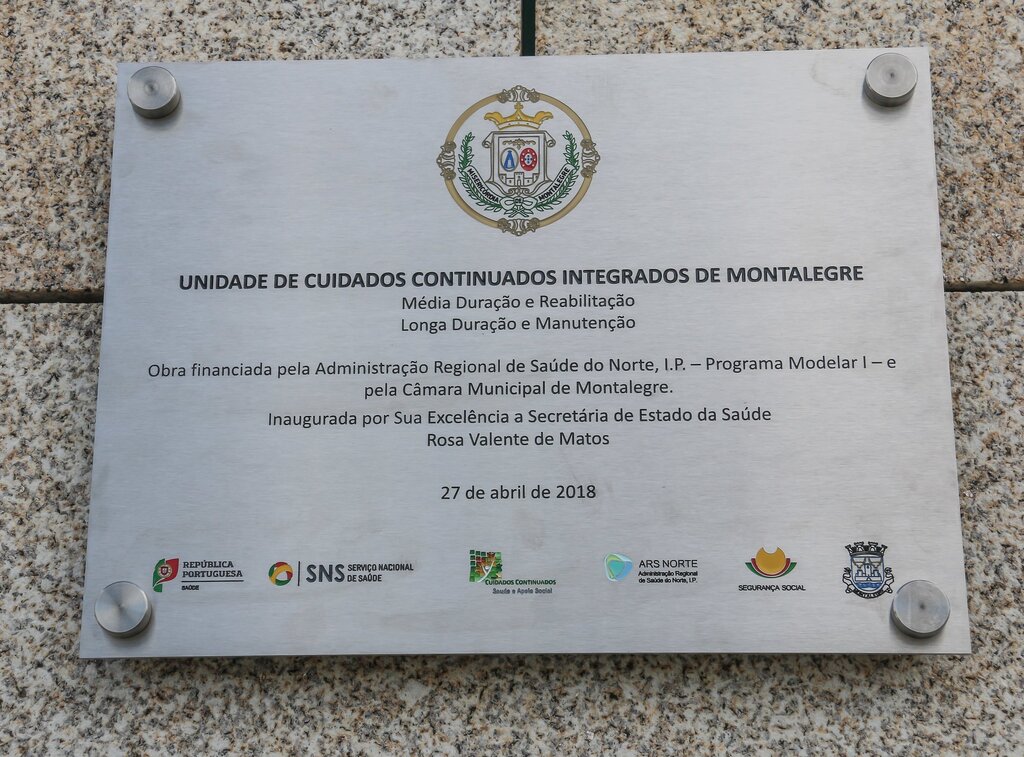 MISERICÓRDIA MONTALEGRE
UNIDADE DE CUIDADOS CONTINUADOS INTEGRADOS DE MONTALEGRE
Média Duração e Reabilitação
Longa Duração e Manutenção
Obra financiada pela Administração Regional de Saúde do Norte, I.P. – Programa Modelar I – e
pela Câmara Municipal de Montalegre.
Inaugurada por Sua Excelência a Secretária de Estado da Saúde
Rosa Valente de Matos
27 de abril de 2018
REPÚBLICA
PORTUGUESA
SAÚDE
SNS SERVIÇO NACIONAL
DE SAÚDE
CUIDADOS CONTINUADOS
Saúde e Apoio Social
ARS NORTE
Administração Regional
de Saúde do Norte, I.P.
SEGURANÇA SOCIAL